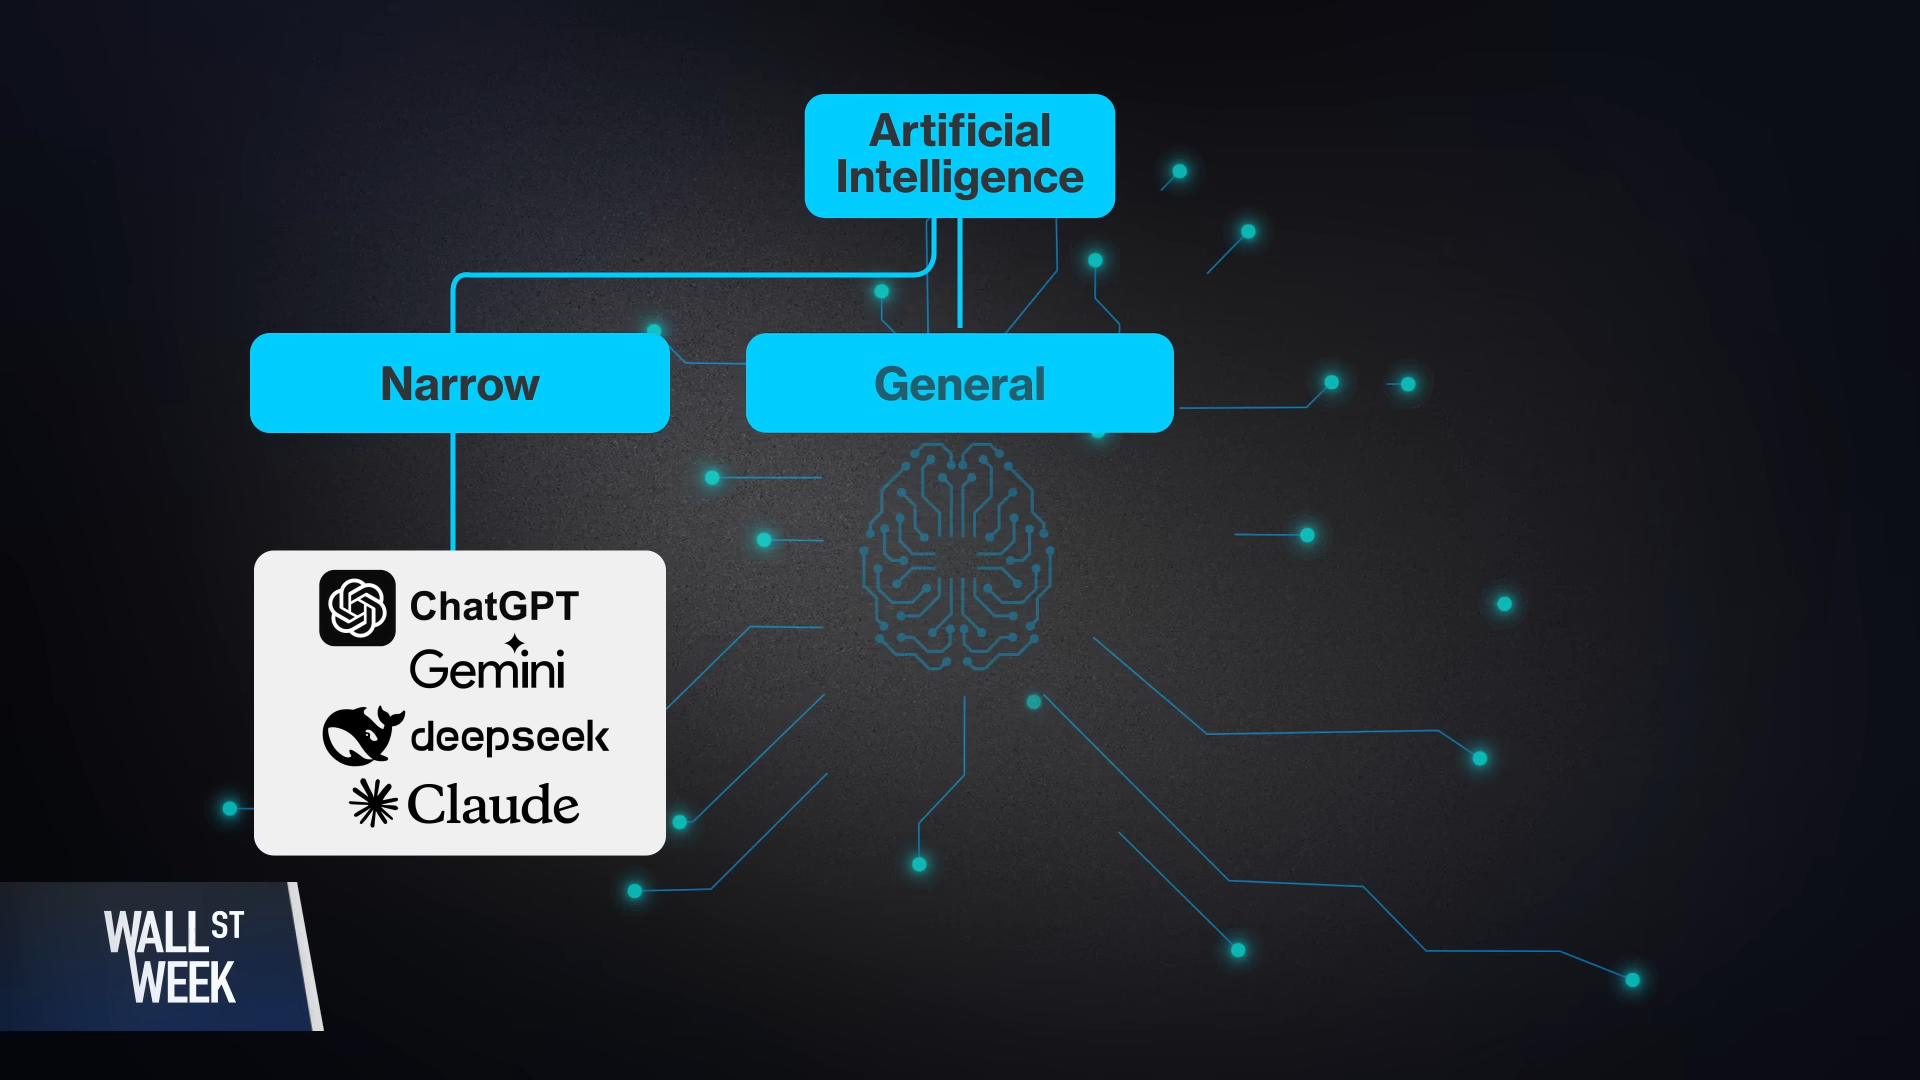 Artificial
Intelligence
Narrow
General
ChatGPT
Gemini
deepseek
Claude
WALL ST
WEEK